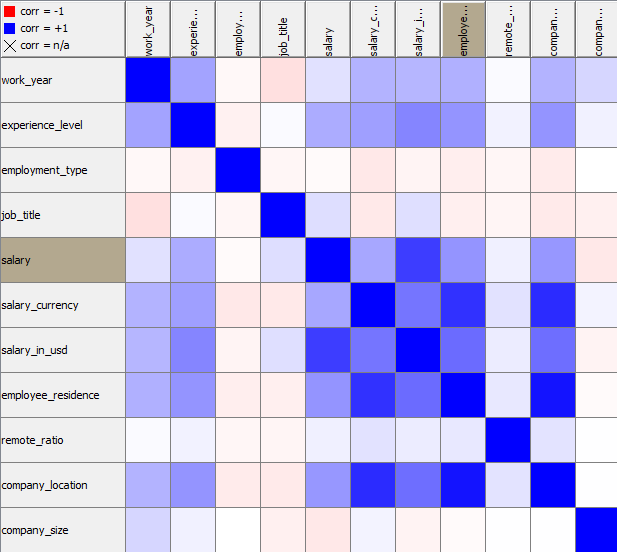 corr = -1
corr = +1
corr = n/a
work_year
experie...
employ...
job_title
salary
salary_c...
salary_i...
employe...
remote_...
compan...
compan...
work_year
experience_level
employment_type
job_title
salary
salary_currency
salary_in_usd
employee_residence
remote_ratio
company_location
company_size